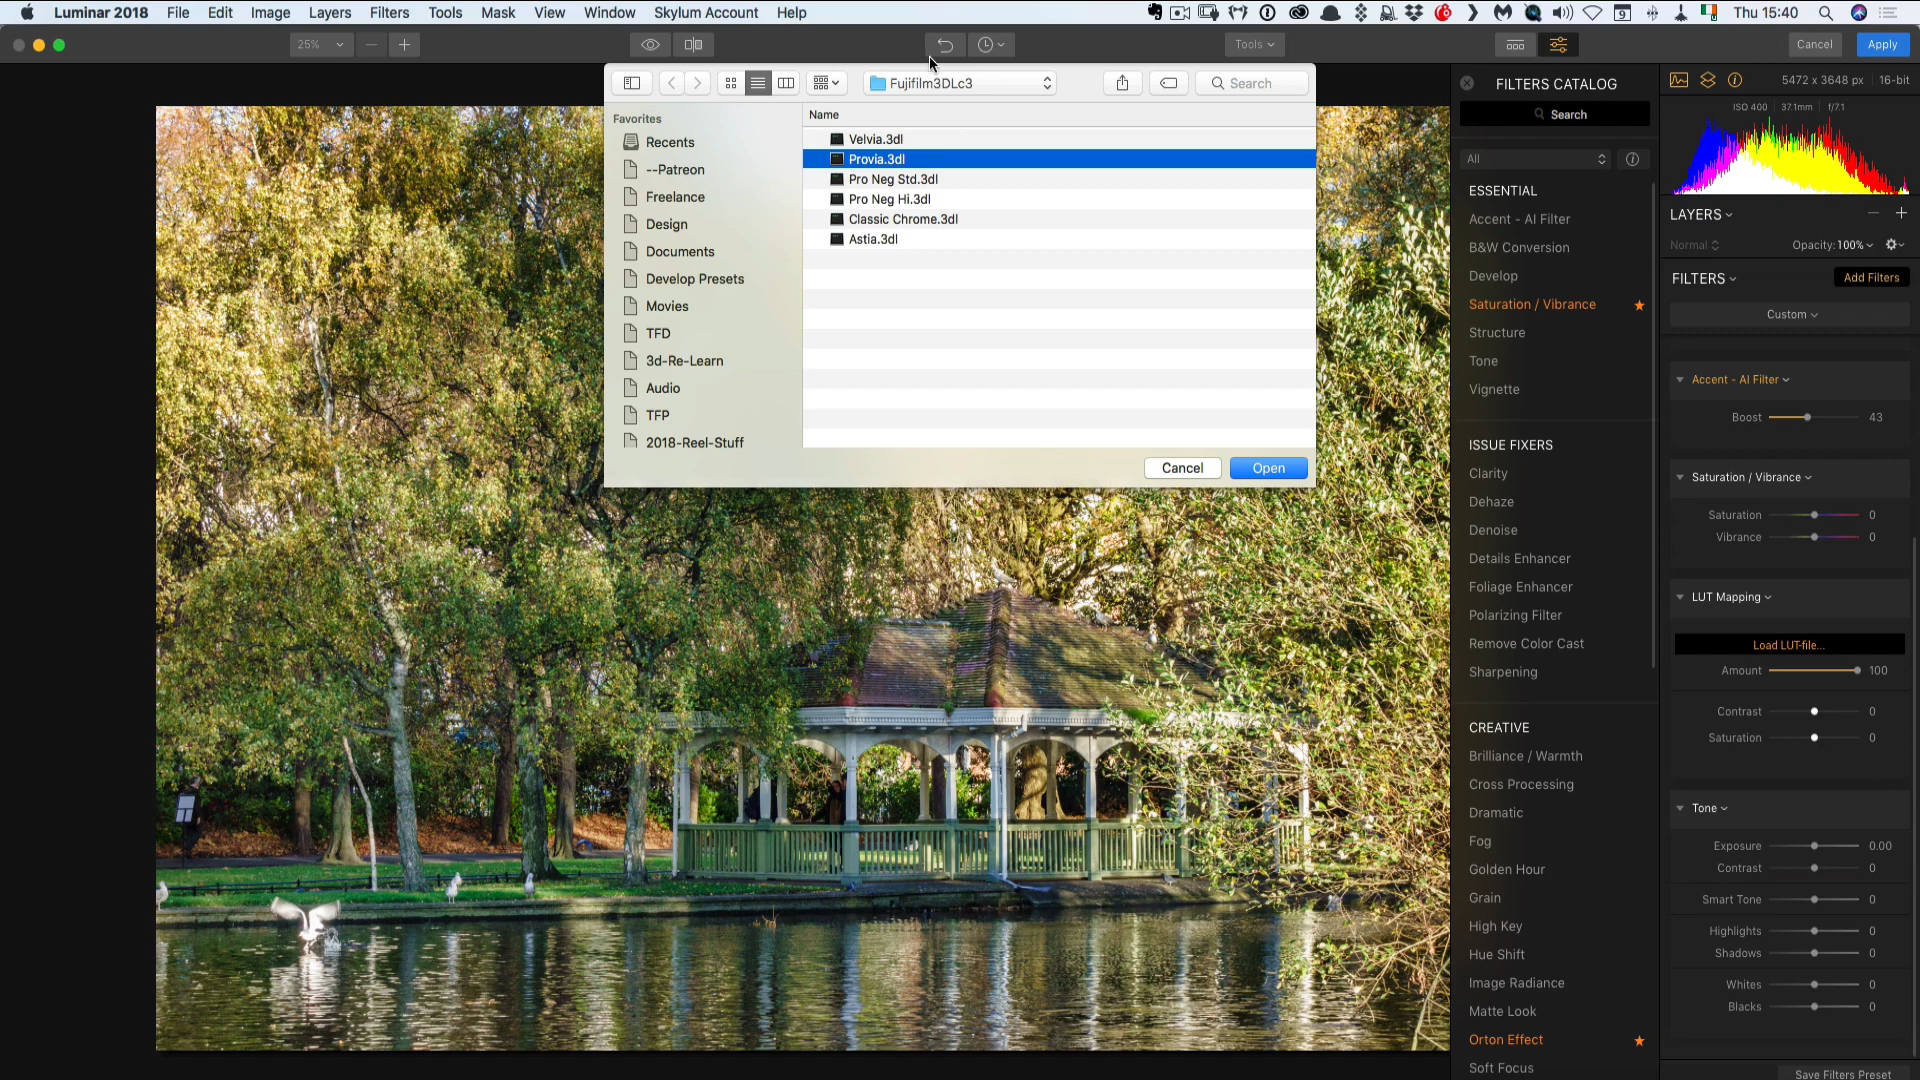 Luminar 2018 File Edit Image Layers Filters Tools Mask View Window Skylum Account Help
9 Thu 15:40
25% Tools Cancel Apply
Fujifilm3DLc3 Search
Favorites
Recents
--Patreon
Freelance
Design
Documents
Develop Presets
Movies
TFD
3d-Re-Learn
Audio
TFP
2018-Reel-Stuff
Name
Velvia.3dl
Provia.3dl
Pro Neg Std.3dl
Pro Neg Hi.3dl
Classic Chrome.3dl
Astia.3dl
Cancel Open
FILTERS CATALOG
Search
All
ESSENTIAL
Accent - AI Filter
B&W Conversion
Develop
Saturation / Vibrance
Structure
Tone
Vignette
ISSUE FIXERS
Clarity
Dehaze
Denoise
Details Enhancer
Foliage Enhancer
Polarizing Filter
Remove Color Cast
Sharpening
CREATIVE
Brilliance / Warmth
Cross Processing
Dramatic
Fog
Golden Hour
Grain
High Key
Hue Shift
Image Radiance
Matte Look
Orton Effect
Soft Focus
5472 x 3648 px 16-bit
ISO 400 37.1mm f/7.1
LAYERS
Normal Opacity: 100%
FILTERS Add Filters
Custom
Accent - AI Filter
Boost 43
Saturation / Vibrance
Saturation 0
Vibrance 0
LUT Mapping
Load LUT-file...
Amount 100
Contrast 0
Saturation 0
Tone
Exposure 0.00
Contrast 0
Smart Tone 0
Highlights 0
Shadows 0
Whites 0
Blacks 0
Save Filters Preset